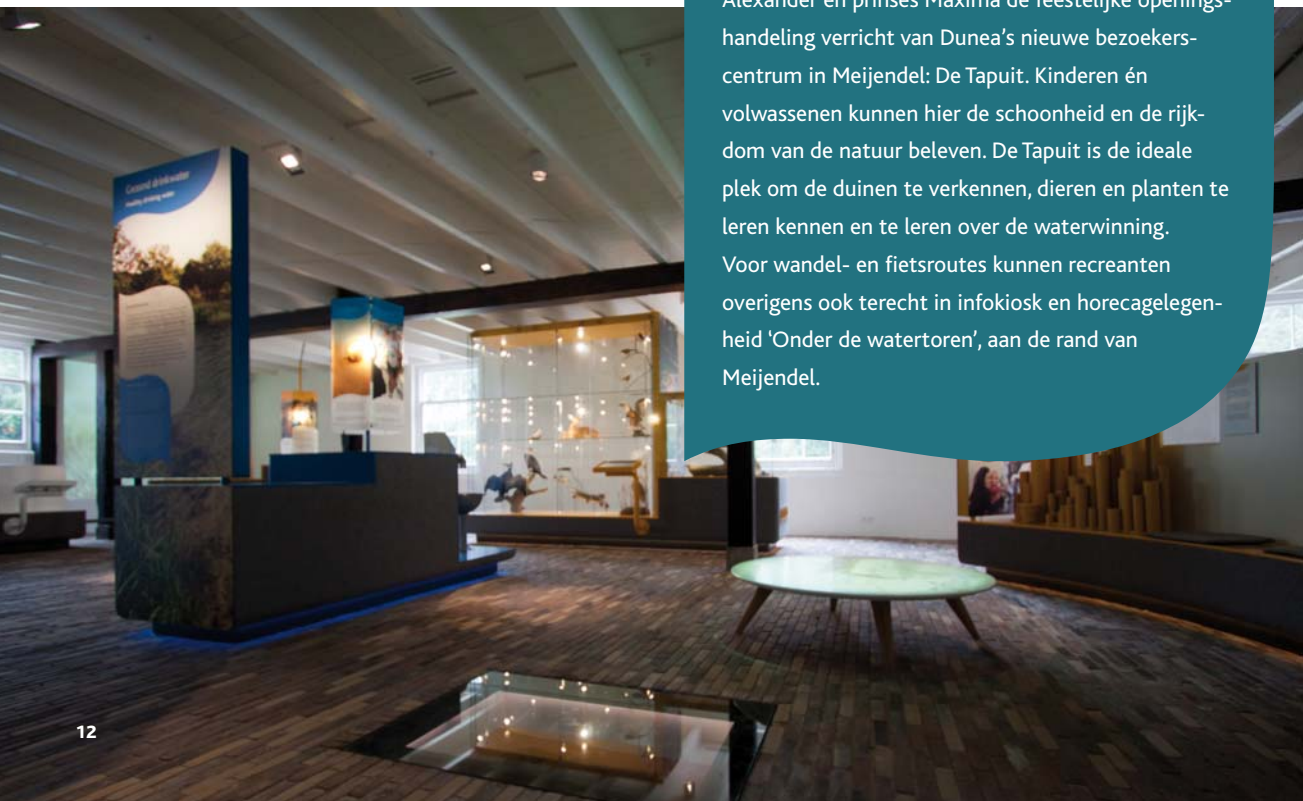 Alexander en prinses Máxima de feestelijke openings-
handeling verricht van Dunea's nieuwe bezoekers-
centrum in Meijendel: De Tapuit. Kinderen én
volwassenen kunnen hier de schoonheid en de rijk-
dom van de natuur beleven. De Tapuit is de ideale
plek om de duinen te verkennen, dieren en planten te
leren kennen en te leren over de waterwinning.
Voor wandel- en fietsroutes kunnen recreanten
overigens ook terecht in infokiosk en horecagelegen-
heid 'Onder de watertoren', aan de rand van
Meijendel.
Gezond drinkwater
Healthy drinking water
12